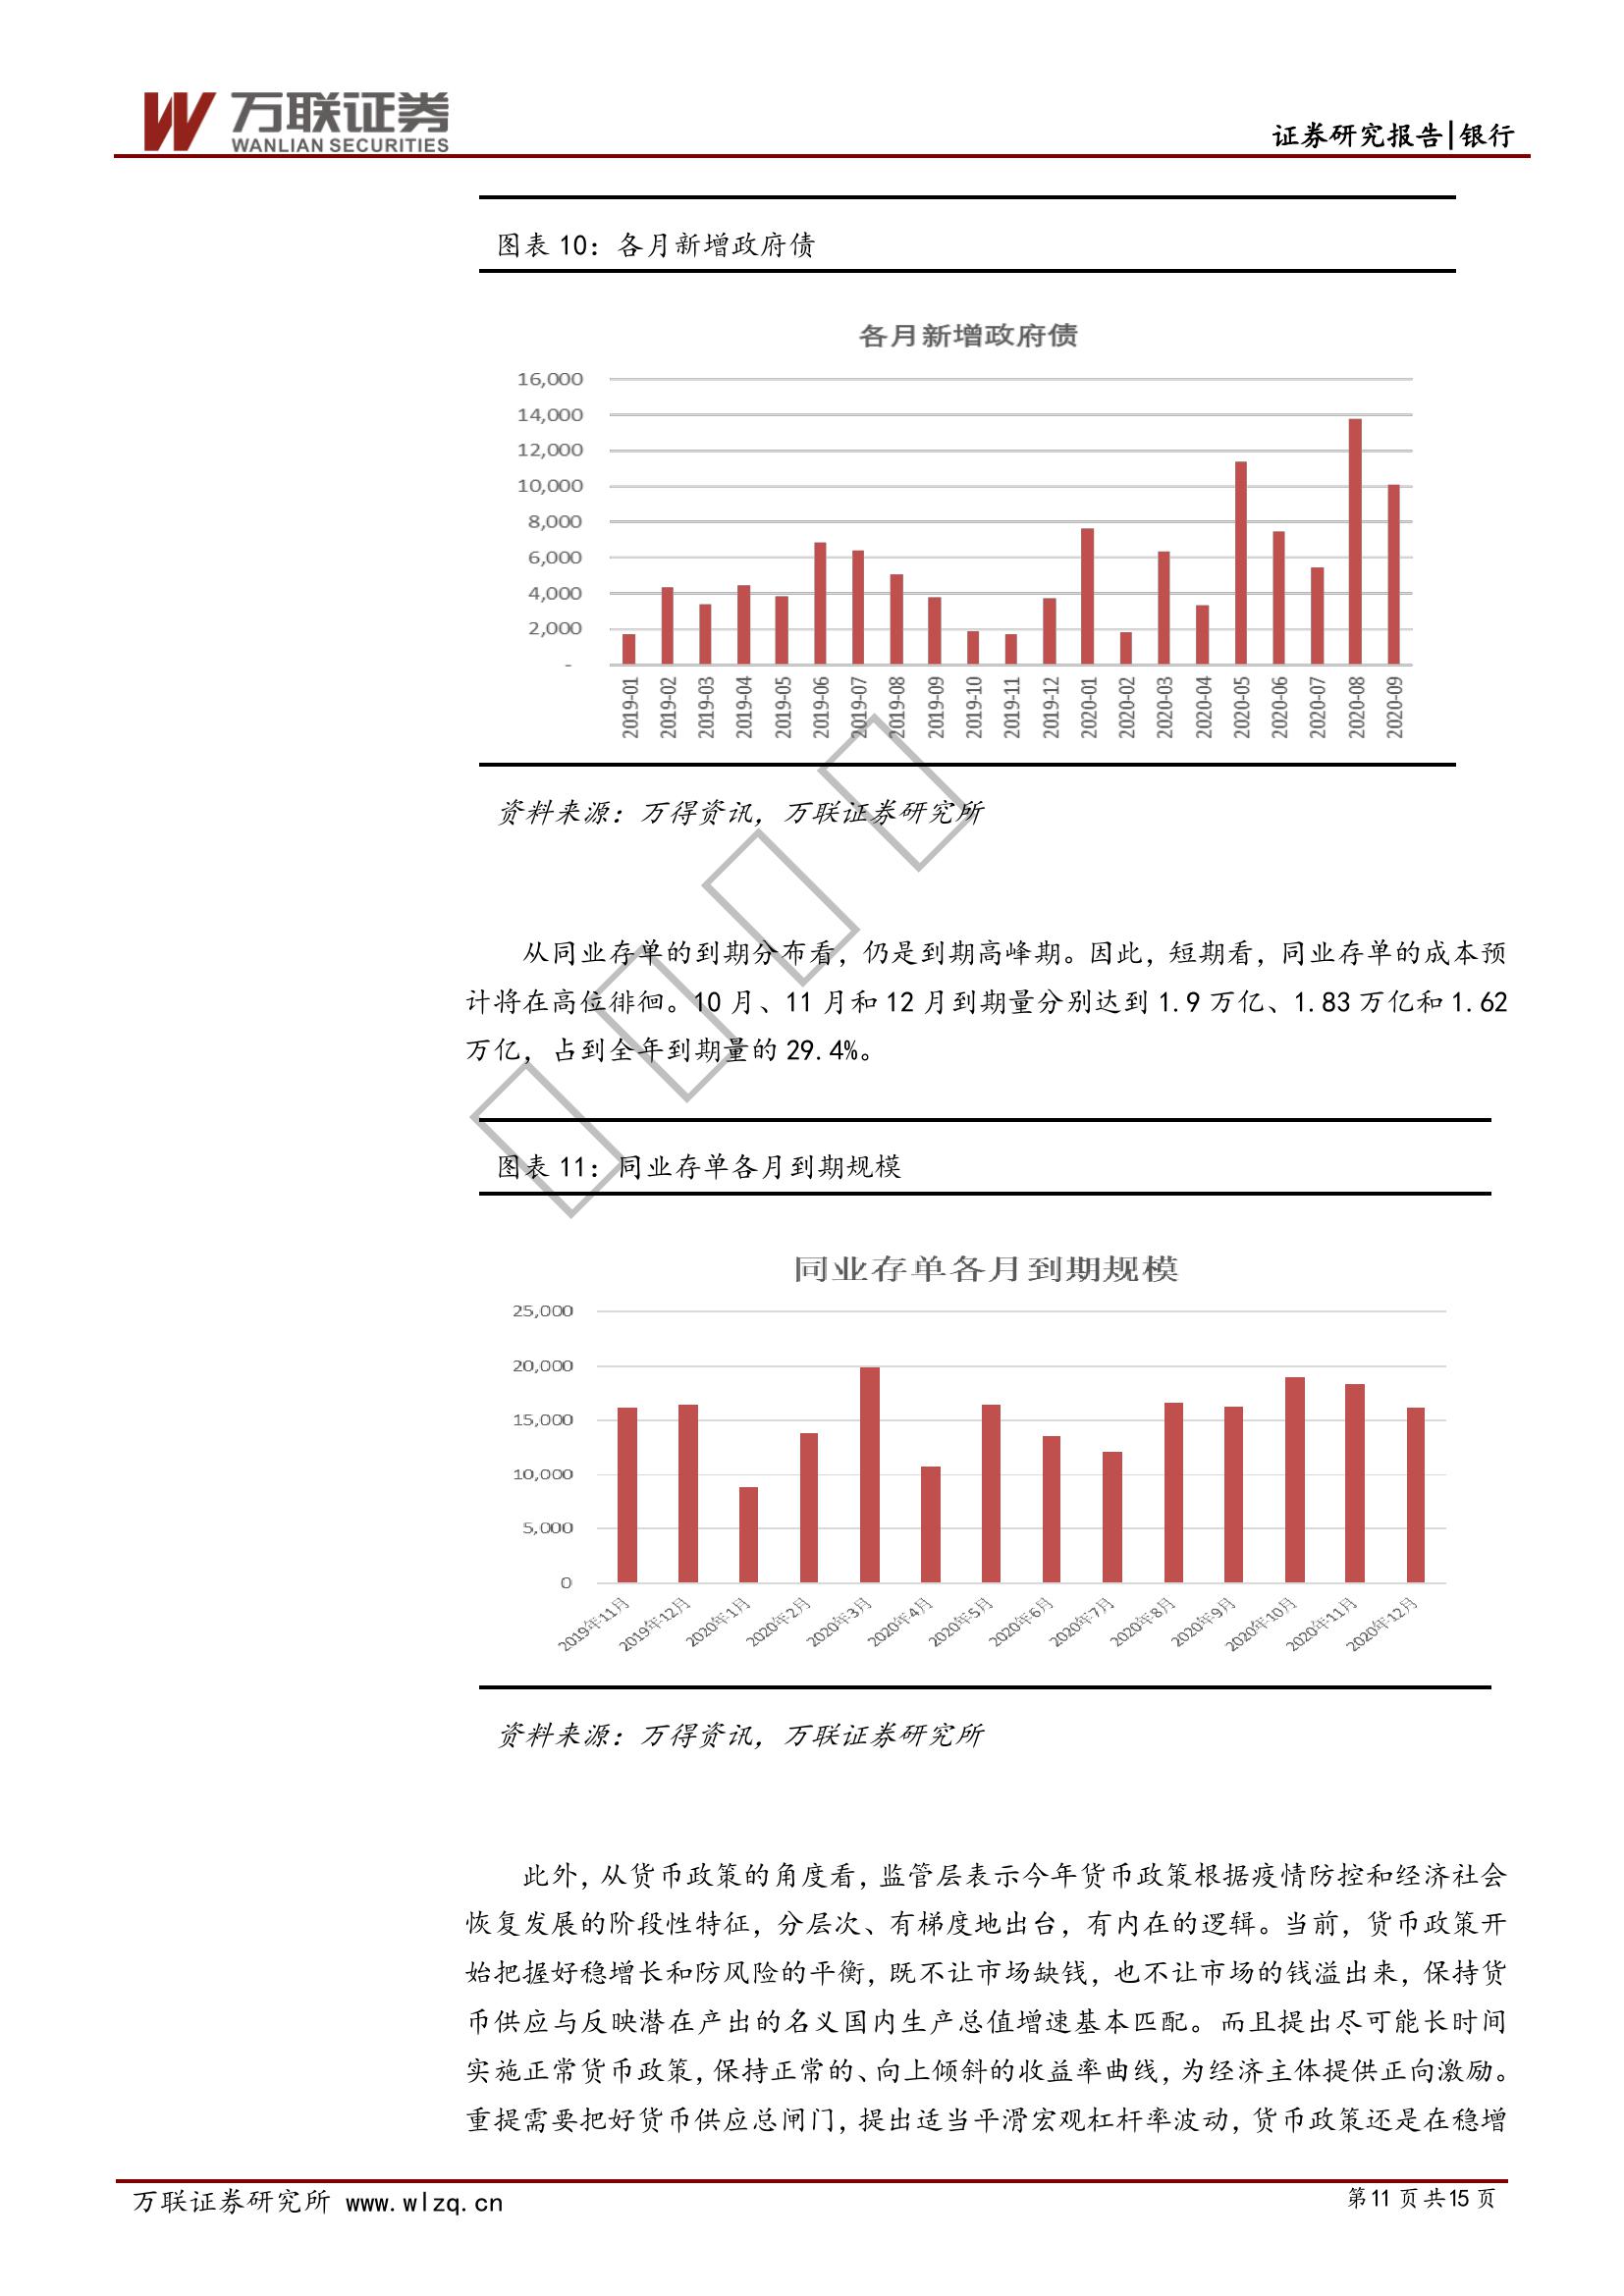 万联证券
WANLIAN SECURITIES
证券研究报告|银行
图表 10：各月新增政府债
各月新增政府债
16,000
14,000
12,000
10,000
8,000
6,000
4,000
2,000
-
2019-01
2019-02
2019-03
2019-04
2019-05
2019-06
2019-07
2019-08
2019-09
2019-10
2019-11
2019-12
2020-01
2020-02
2020-03
2020-04
2020-05
2020-06
2020-07
2020-08
2020-09
资料来源：万得资讯，万联证券研究所
从同业存单的到期分布看，仍是到期高峰期。因此，短期看，同业存单的成本预
计将在高位徘徊。10 月、11 月和 12 月到期量分别达到 1.9 万亿、1.83 万亿和 1.62
万亿，占到全年到期量的 29.4%。
图表 11：同业存单各月到期规模
同业存单各月到期规模
25,000
20,000
15,000
10,000
5,000
0
2019年11月
2019年12月
2020年1月
2020年2月
2020年3月
2020年4月
2020年5月
2020年6月
2020年7月
2020年8月
2020年9月
2020年10月
2020年11月
2020年12月
资料来源：万得资讯，万联证券研究所
此外，从货币政策的角度看，监管层表示今年货币政策根据疫情防控和经济社会
恢复发展的阶段性特征，分层次、有梯度地出台，有内在的逻辑。当前，货币政策开
始把握好稳增长和防风险的平衡，既不让市场缺钱，也不让市场的钱溢出来，保持货
币供应与反映潜在产出的名义国内生产总值增速基本匹配。而且提出尽可能长时间
实施正常货币政策，保持正常的、向上倾斜的收益率曲线，为经济主体提供正向激励。
重提需要把好货币供应总闸门，提出适当平滑宏观杠杆率波动，货币政策还是在稳增
万联证券研究所 www.wlzq.cn
第11 页 共15 页